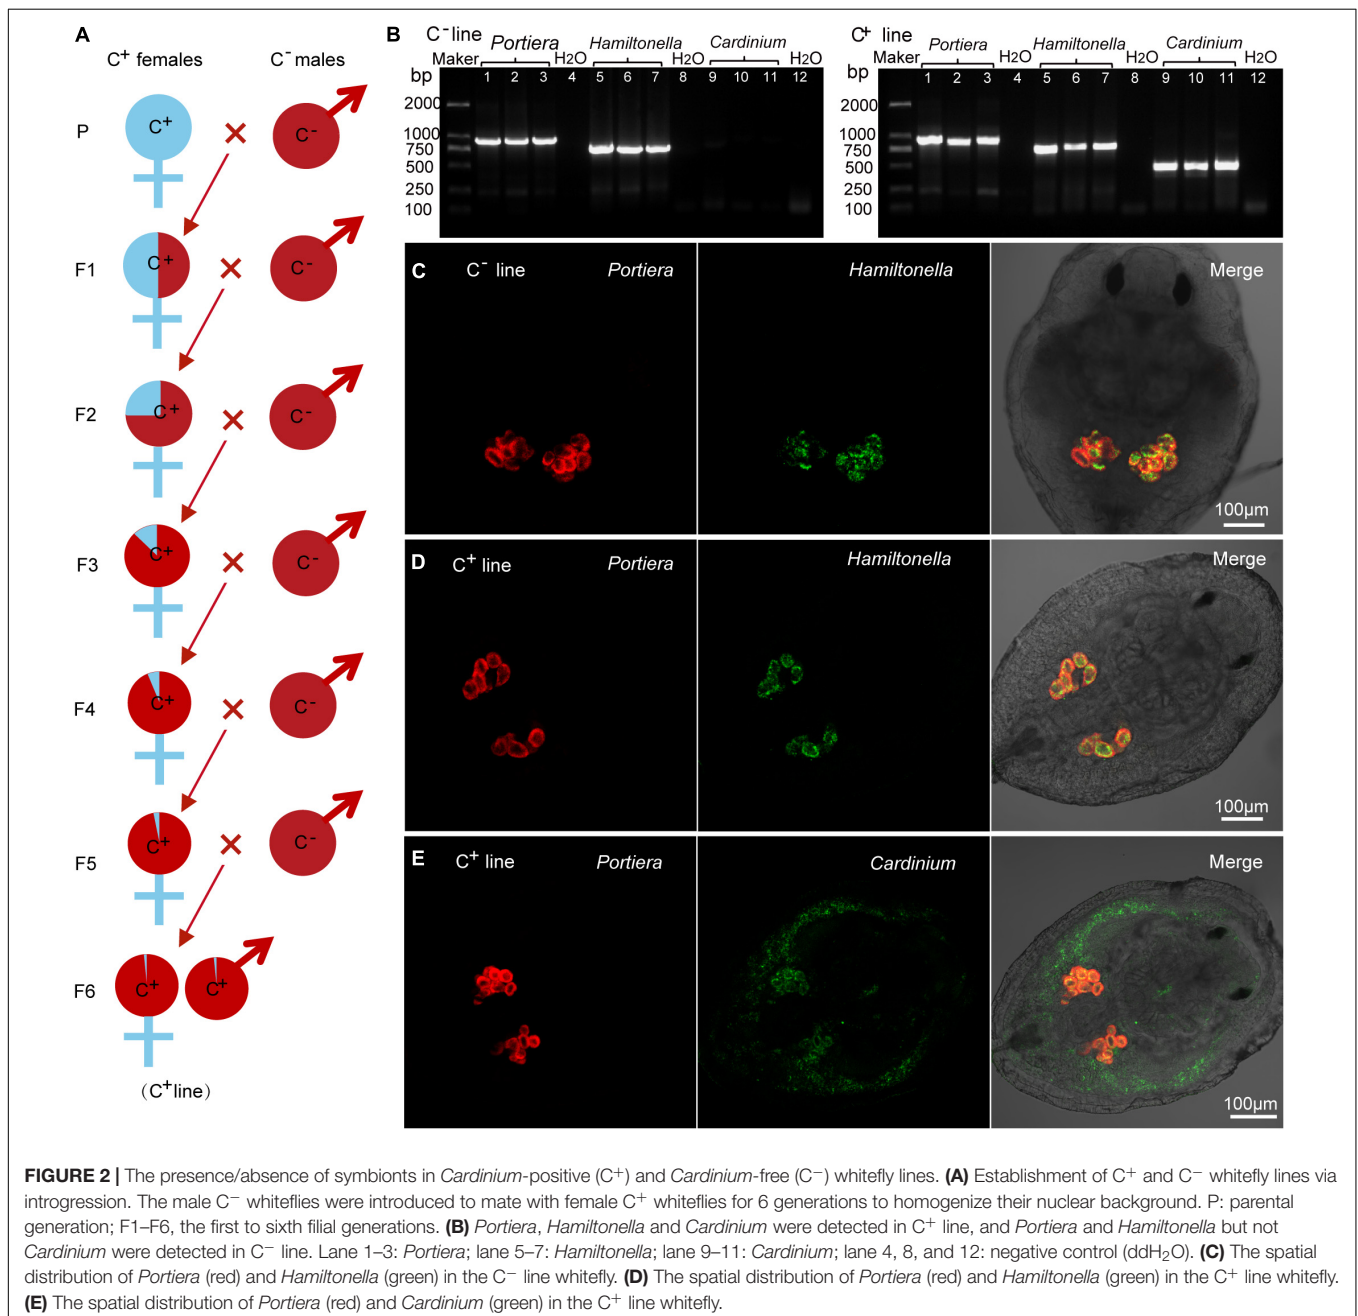 A
C+ females C- males
P C+ × C-
F1 C+ × C-
F2 C+ × C-
F3 C+ × C-
F4 C+ × C-
F5 C+ × C-
F6 C+ C+
(C+line)
B
C- line
Maker Portiera H2O Hamiltonella H2O Cardinium H2O
bp 1 2 3 4 5 6 7 8 9 10 11 12
2000
1000
750
500
250
100
C+ line
Maker Portiera H2O Hamiltonella H2O Cardinium H2O
bp 1 2 3 4 5 6 7 8 9 10 11 12
2000
1000
750
500
250
100
C C- line Portiera Hamiltonella Merge
100μm
D C+ line Portiera Hamiltonella Merge
100μm
E C+ line Portiera Cardinium Merge
100μm
FIGURE 2 | The presence/absence of symbionts in Cardinium-positive (C+) and Cardinium-free (C−) whitefly lines. (A) Establishment of C+ and C− whitefly lines via
introgression. The male C− whiteflies were introduced to mate with female C+ whiteflies for 6 generations to homogenize their nuclear background. P: parental
generation; F1–F6, the first to sixth filial generations. (B) Portiera, Hamiltonella and Cardinium were detected in C+ line, and Portiera and Hamiltonella but not
Cardinium were detected in C− line. Lane 1–3: Portiera; lane 5–7: Hamiltonella; lane 9–11: Cardinium; lane 4, 8, and 12: negative control (ddH2O). (C) The spatial
distribution of Portiera (red) and Hamiltonella (green) in the C− line whitefly. (D) The spatial distribution of Portiera (red) and Hamiltonella (green) in the C+ line whitefly.
(E) The spatial distribution of Portiera (red) and Cardinium (green) in the C+ line whitefly.